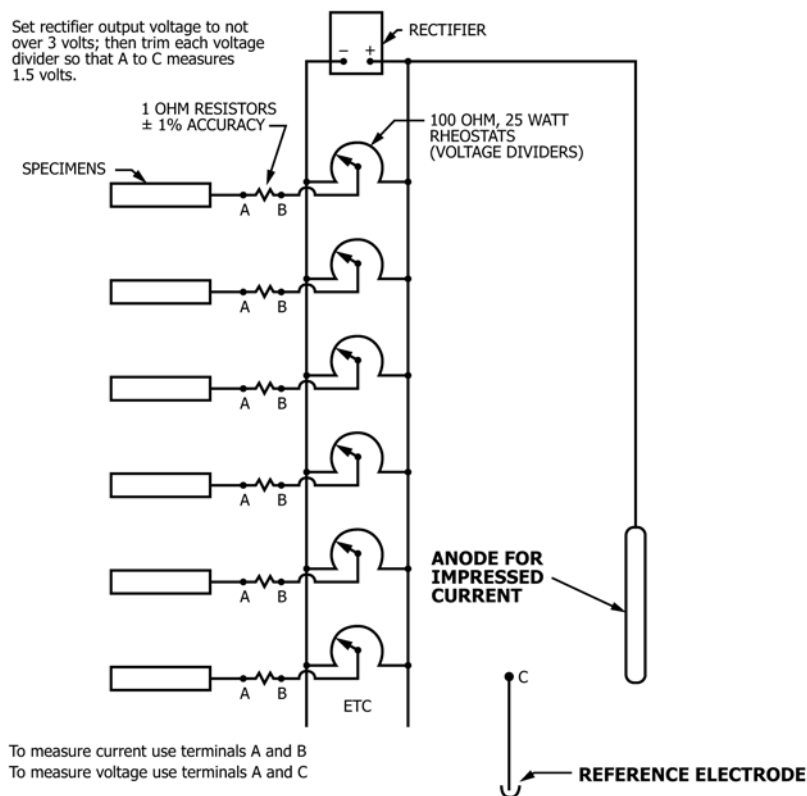 Set rectifier output voltage to not
over 3 volts; then trim each voltage
divider so that A to C measures
1.5 volts.
RECTIFIER
- +
1 OHM RESISTORS
± 1% ACCURACY
100 OHM, 25 WATT
RHEOSTATS
(VOLTAGE DIVIDERS)
SPECIMENS
A B
A B
A B
A B
ANODE FOR
IMPRESSED
CURRENT
A B
A B
ETC
C
To measure current use terminals A and B
To measure voltage use terminals A and C
REFERENCE ELECTRODE